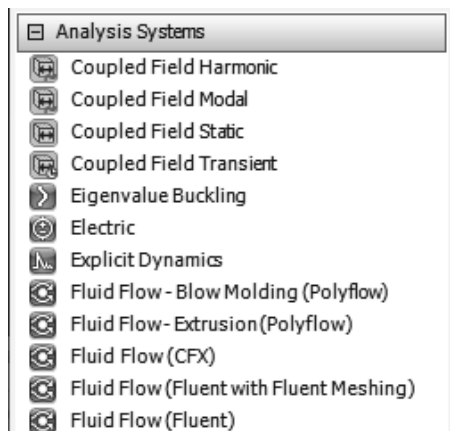 Analysis Systems
Coupled Field Harmonic
Coupled Field Modal
Coupled Field Static
Coupled Field Transient
Eigenvalue Buckling
Electric
Explicit Dynamics
Fluid Flow - Blow Molding (Polyflow)
Fluid Flow - Extrusion (Polyflow)
Fluid Flow (CFX)
Fluid Flow (Fluent with Fluent Meshing)
Fluid Flow (Fluent)